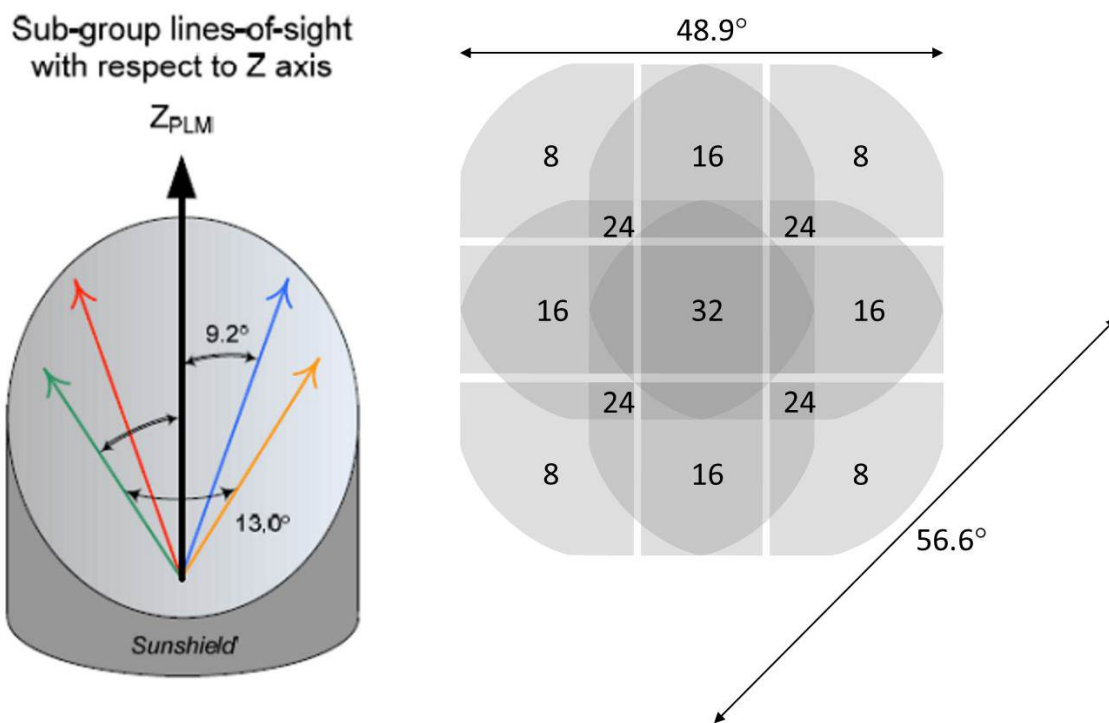 Sub-group lines-of-sight
with respect to Z axis
Z_PLM
9.2°
13,0°
Sunshield
48.9°
8 16 8
24 24
16 32 16
24 24
8 16 8
56.6°